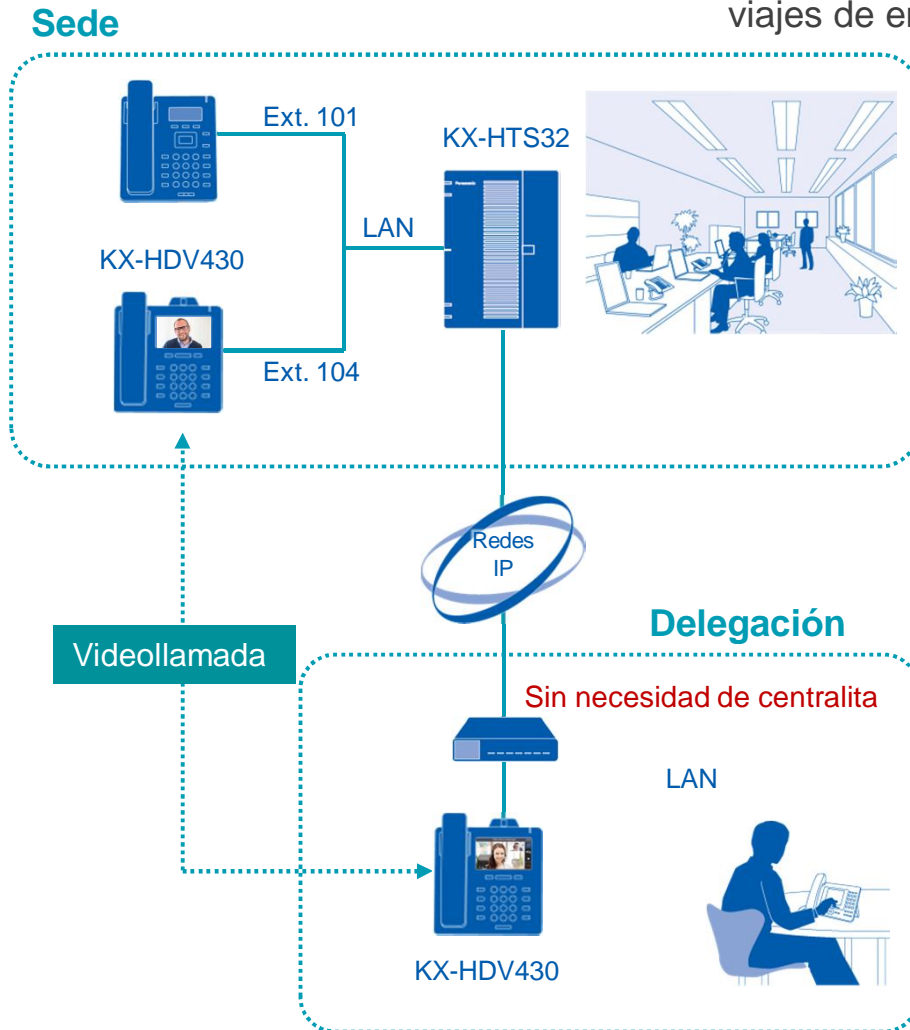 viajes de en
Sede
Ext. 101
KX-HTS32
LAN
KX-HDV430
Ext. 104
Redes
IP
Delegación
Videollamada
Sin necesidad de centralita
LAN
KX-HDV430